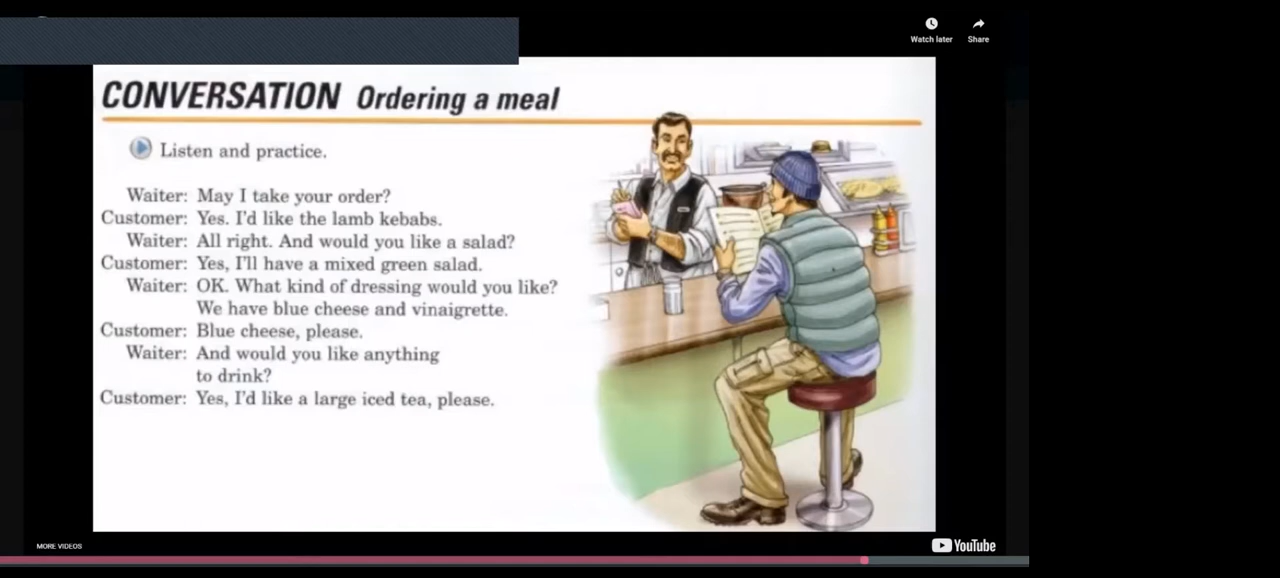 Watch later
Share
CONVERSATION Ordering a meal
Listen and practice.
Waiter: May I take your order?
Customer: Yes. I'd like the lamb kebabs.
Waiter: All right. And would you like a salad?
Customer: Yes, I'll have a mixed green salad.
Waiter: OK. What kind of dressing would you like?
We have blue cheese and vinaigrette.
Customer: Blue cheese, please.
Waiter: And would you like anything
to drink?
Customer: Yes, I'd like a large iced tea, please.
MORE VIDEOS
YouTube